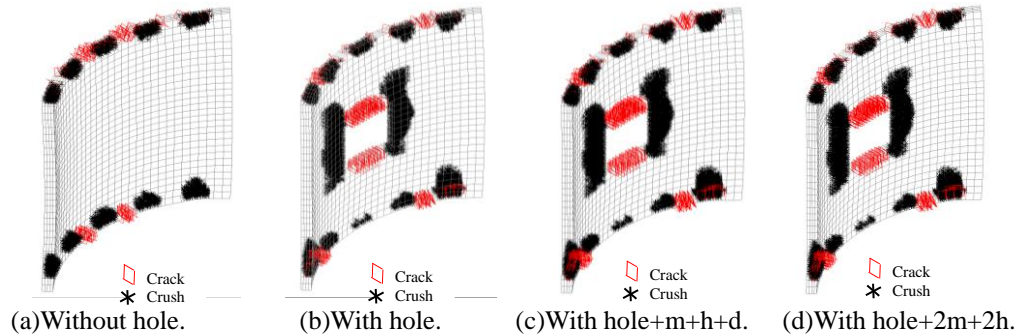 Crack
Crush
Crack
Crush
Crack
Crush
Crack
Crush
(a)Without hole.
(b)With hole.
(c)With hole+m+h+d.
(d)With hole+2m+2h.